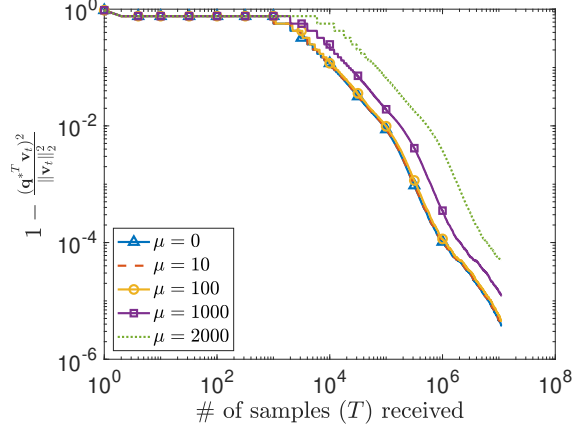 10^0
10^-2
10^-4
10^-6
1 − (q*^T v_t)^2 / ||v_t||_2^2
μ = 0
μ = 10
μ = 100
μ = 1000
μ = 2000
10^0 10^2 10^4 10^6 10^8
# of samples (T) received